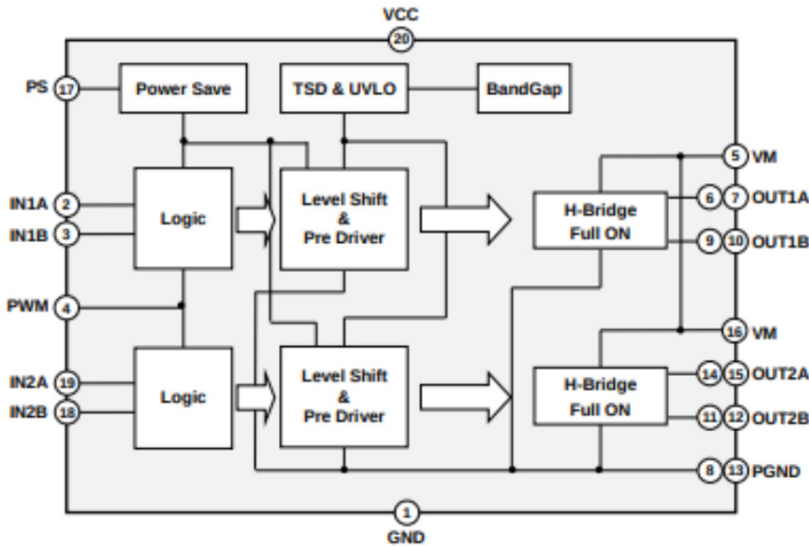 VCC
20
PS 17 Power Save TSD & UVLO BandGap
5 VM
IN1A 2 Logic Level Shift & Pre Driver H-Bridge Full ON 6 7 OUT1A
IN1B 3 9 10 OUT1B
PWM 4
16 VM
IN2A 19 Logic Level Shift & Pre Driver H-Bridge Full ON 14 15 OUT2A
IN2B 18 11 12 OUT2B
8 13 PGND
1
GND